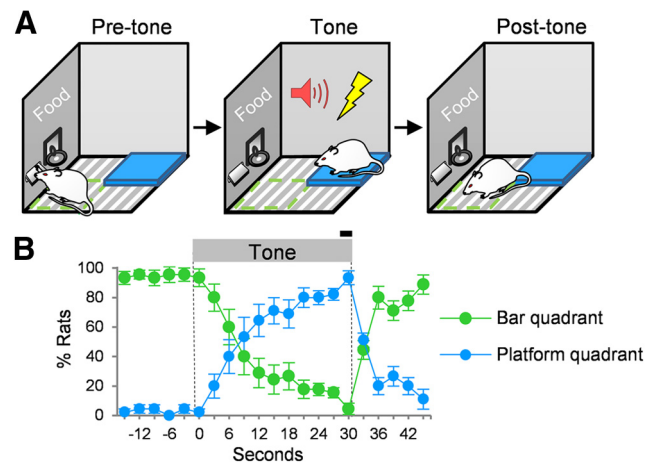 A
Pre-tone
Tone
Post-tone
Food
Food
Food
B
Tone
100
80
60
40
20
0
% Rats
-12 -6 0 6 12 18 24 30 36 42
Seconds
Bar quadrant
Platform quadrant